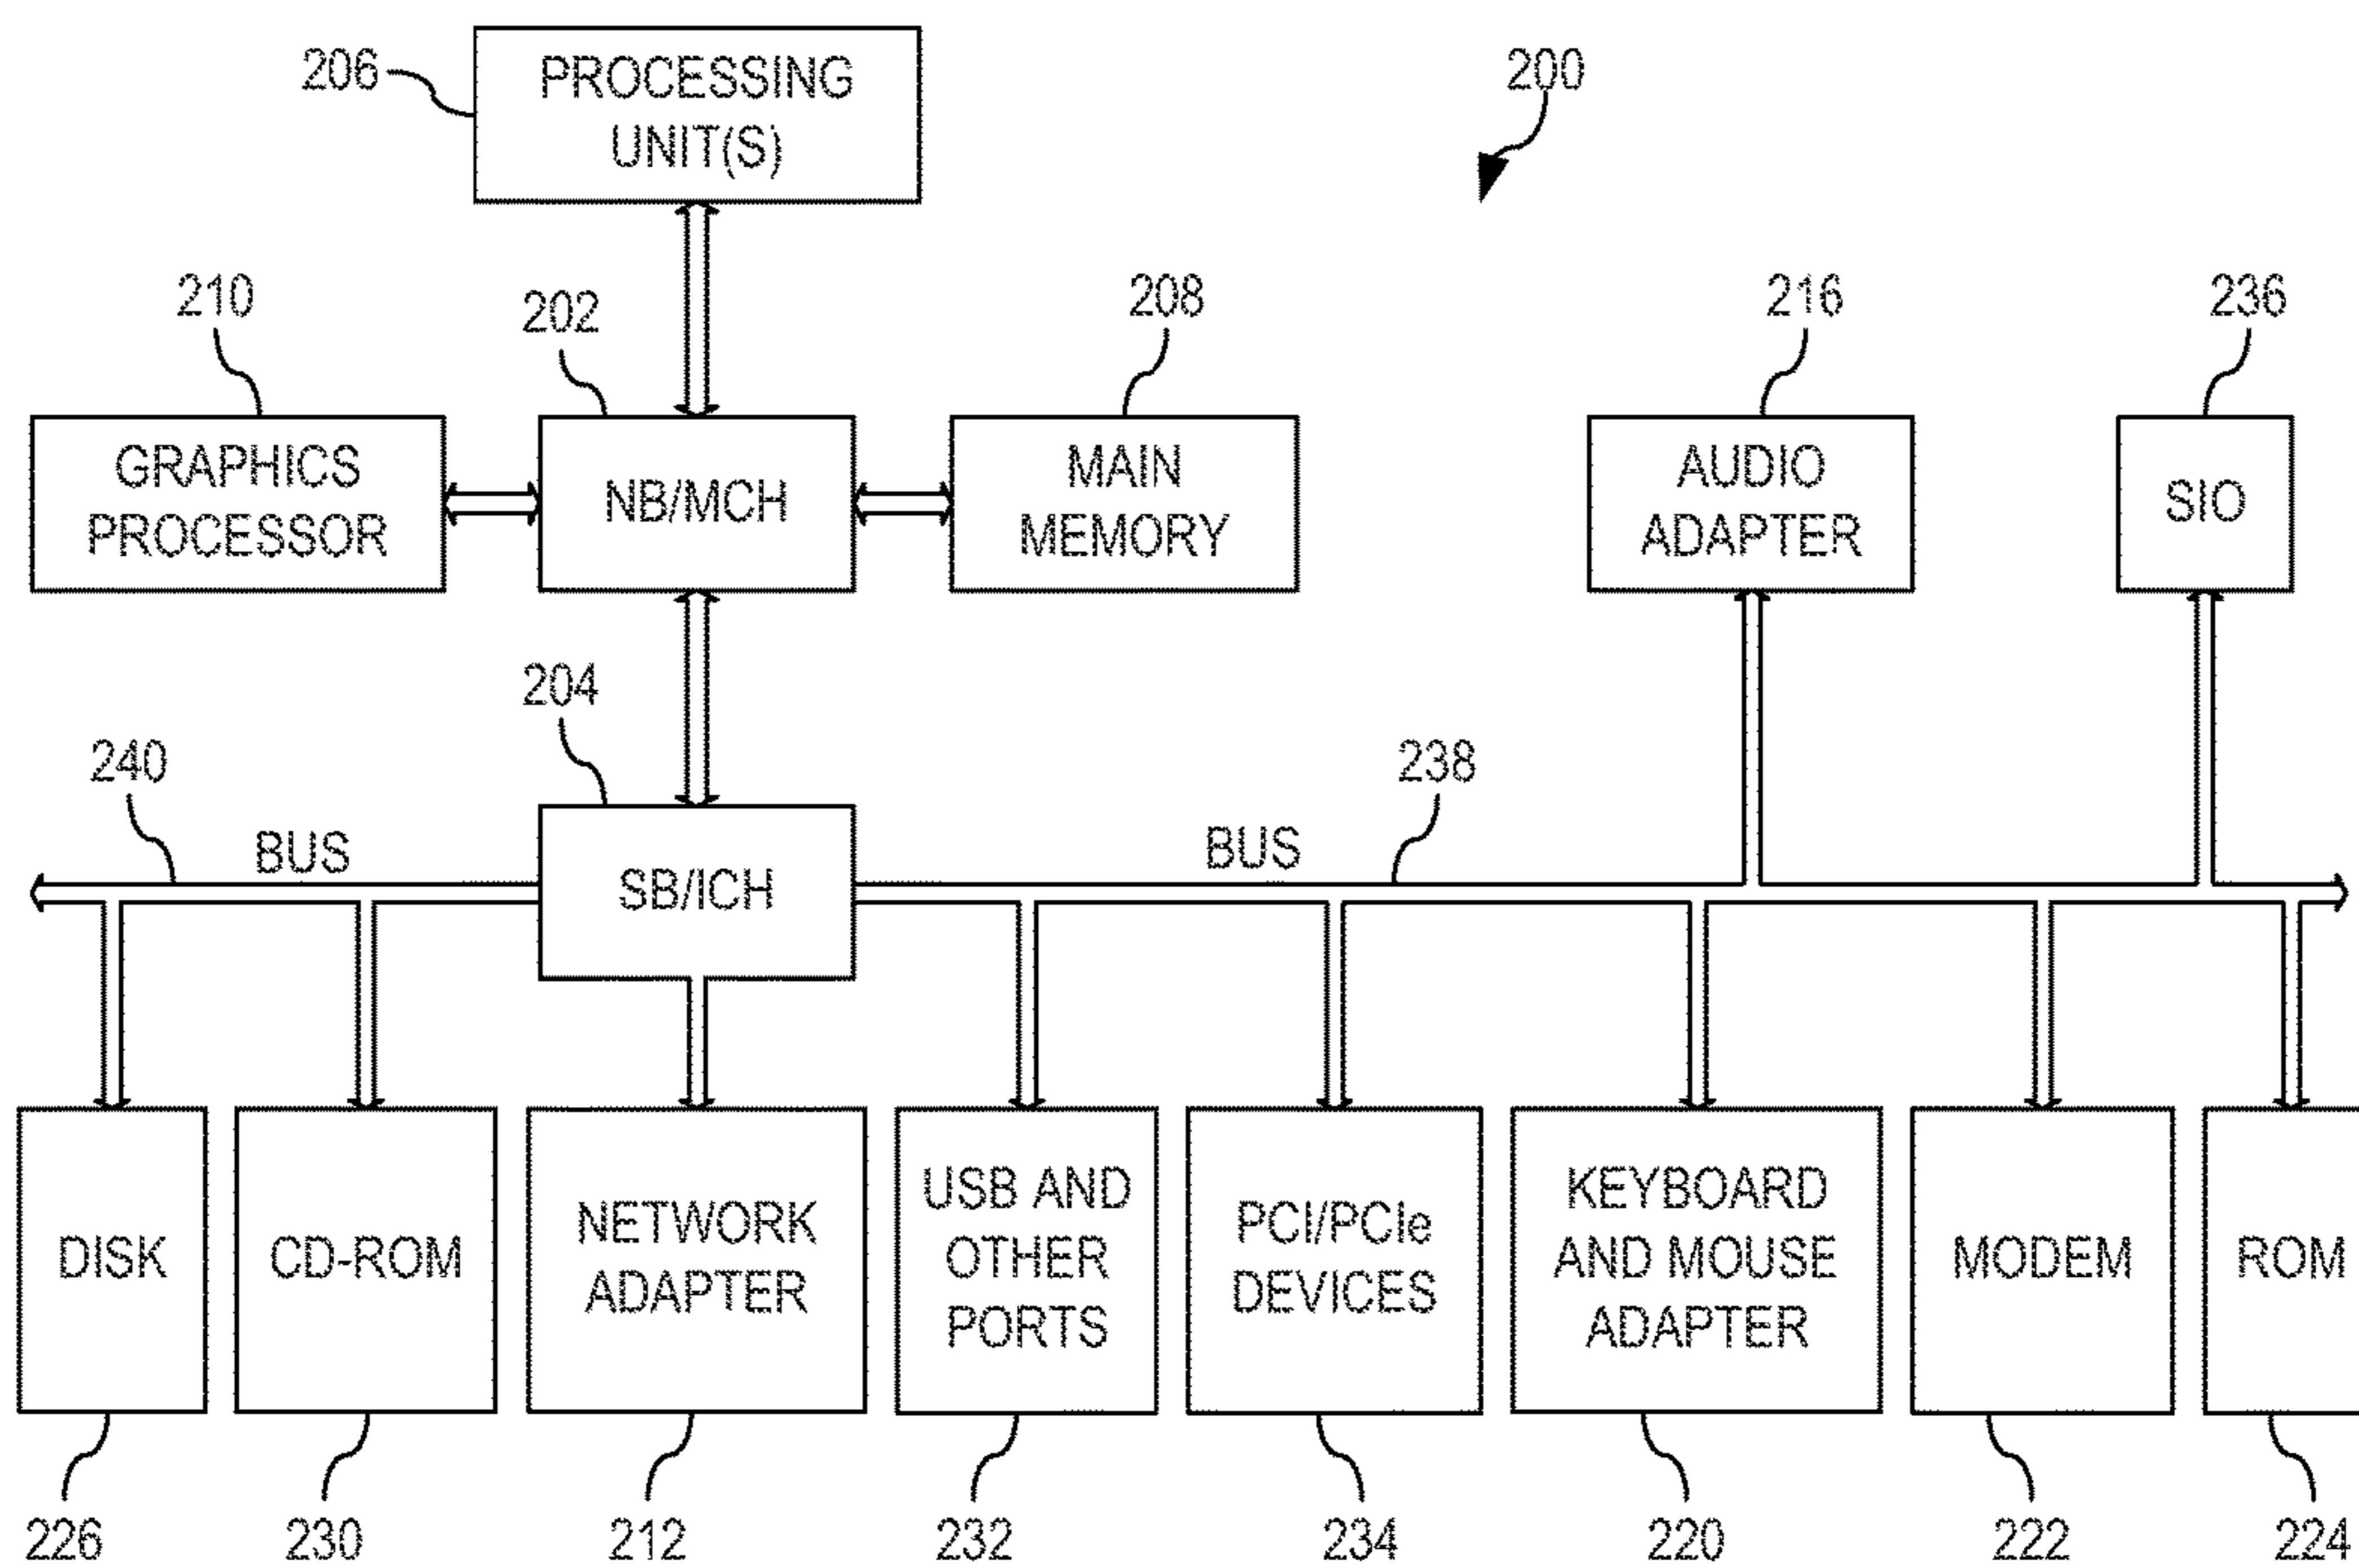 206
PROCESSING
UNIT(S)
200
210
202
208
216
236
GRAPHICS
PROCESSOR
NB/MCH
MAIN
MEMORY
AUDIO
ADAPTER
SIO
204
240
BUS
SB/ICH
BUS
238
DISK
CD-ROM
NETWORK
ADAPTER
USB AND
OTHER
PORTS
PCI/PCIe
DEVICES
KEYBOARD
AND MOUSE
ADAPTER
MODEM
ROM
226
230
212
232
234
220
222
224